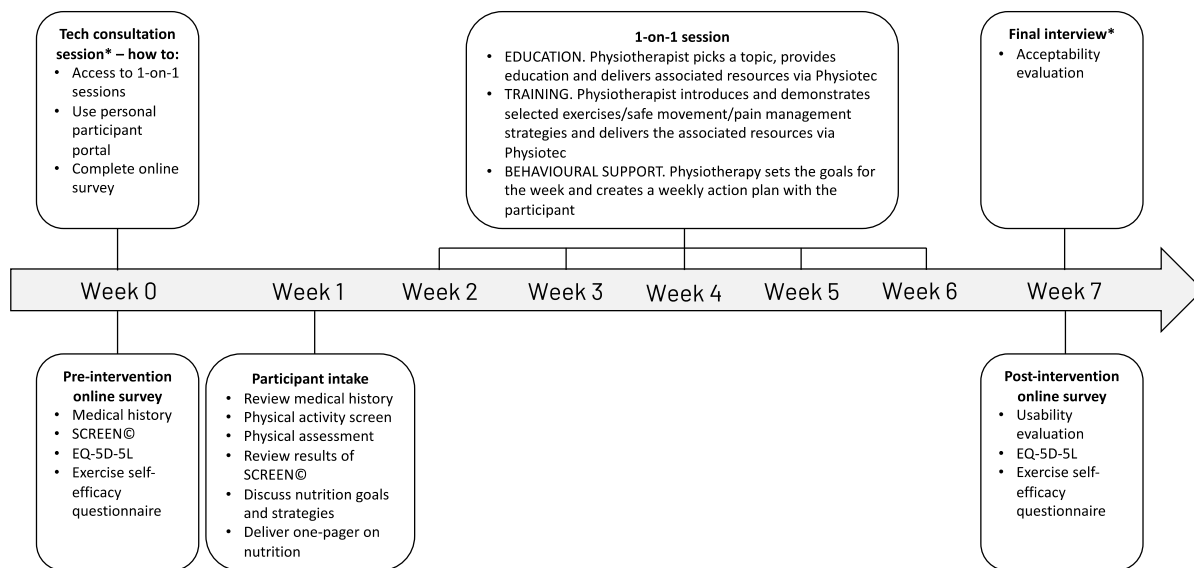 Tech consultation
session* – how to:
• Access to 1-on-1
sessions
• Use personal
participant
portal
• Complete online
survey
1-on-1 session
• EDUCATION. Physiotherapist picks a topic, provides
education and delivers associated resources via Physiotec
• TRAINING. Physiotherapist introduces and demonstrates
selected exercises/safe movement/pain management
strategies and delivers the associated resources via
Physiotec
• BEHAVIOURAL SUPPORT. Physiotherapy sets the goals for
the week and creates a weekly action plan with the
participant
Final interview*
• Acceptability
evaluation
Week 0
Week 1
Week 2
Week 3
Week 4
Week 5
Week 6
Week 7
Pre-intervention
online survey
• Medical history
• SCREEN©
• EQ-5D-5L
• Exercise self-
efficacy
questionnaire
Participant intake
• Review medical history
• Physical activity screen
• Physical assessment
• Review results of
SCREEN©
• Discuss nutrition goals
and strategies
• Deliver one-pager on
nutrition
Post-intervention
online survey
• Usability
evaluation
• EQ-5D-5L
• Exercise self-
efficacy
questionnaire